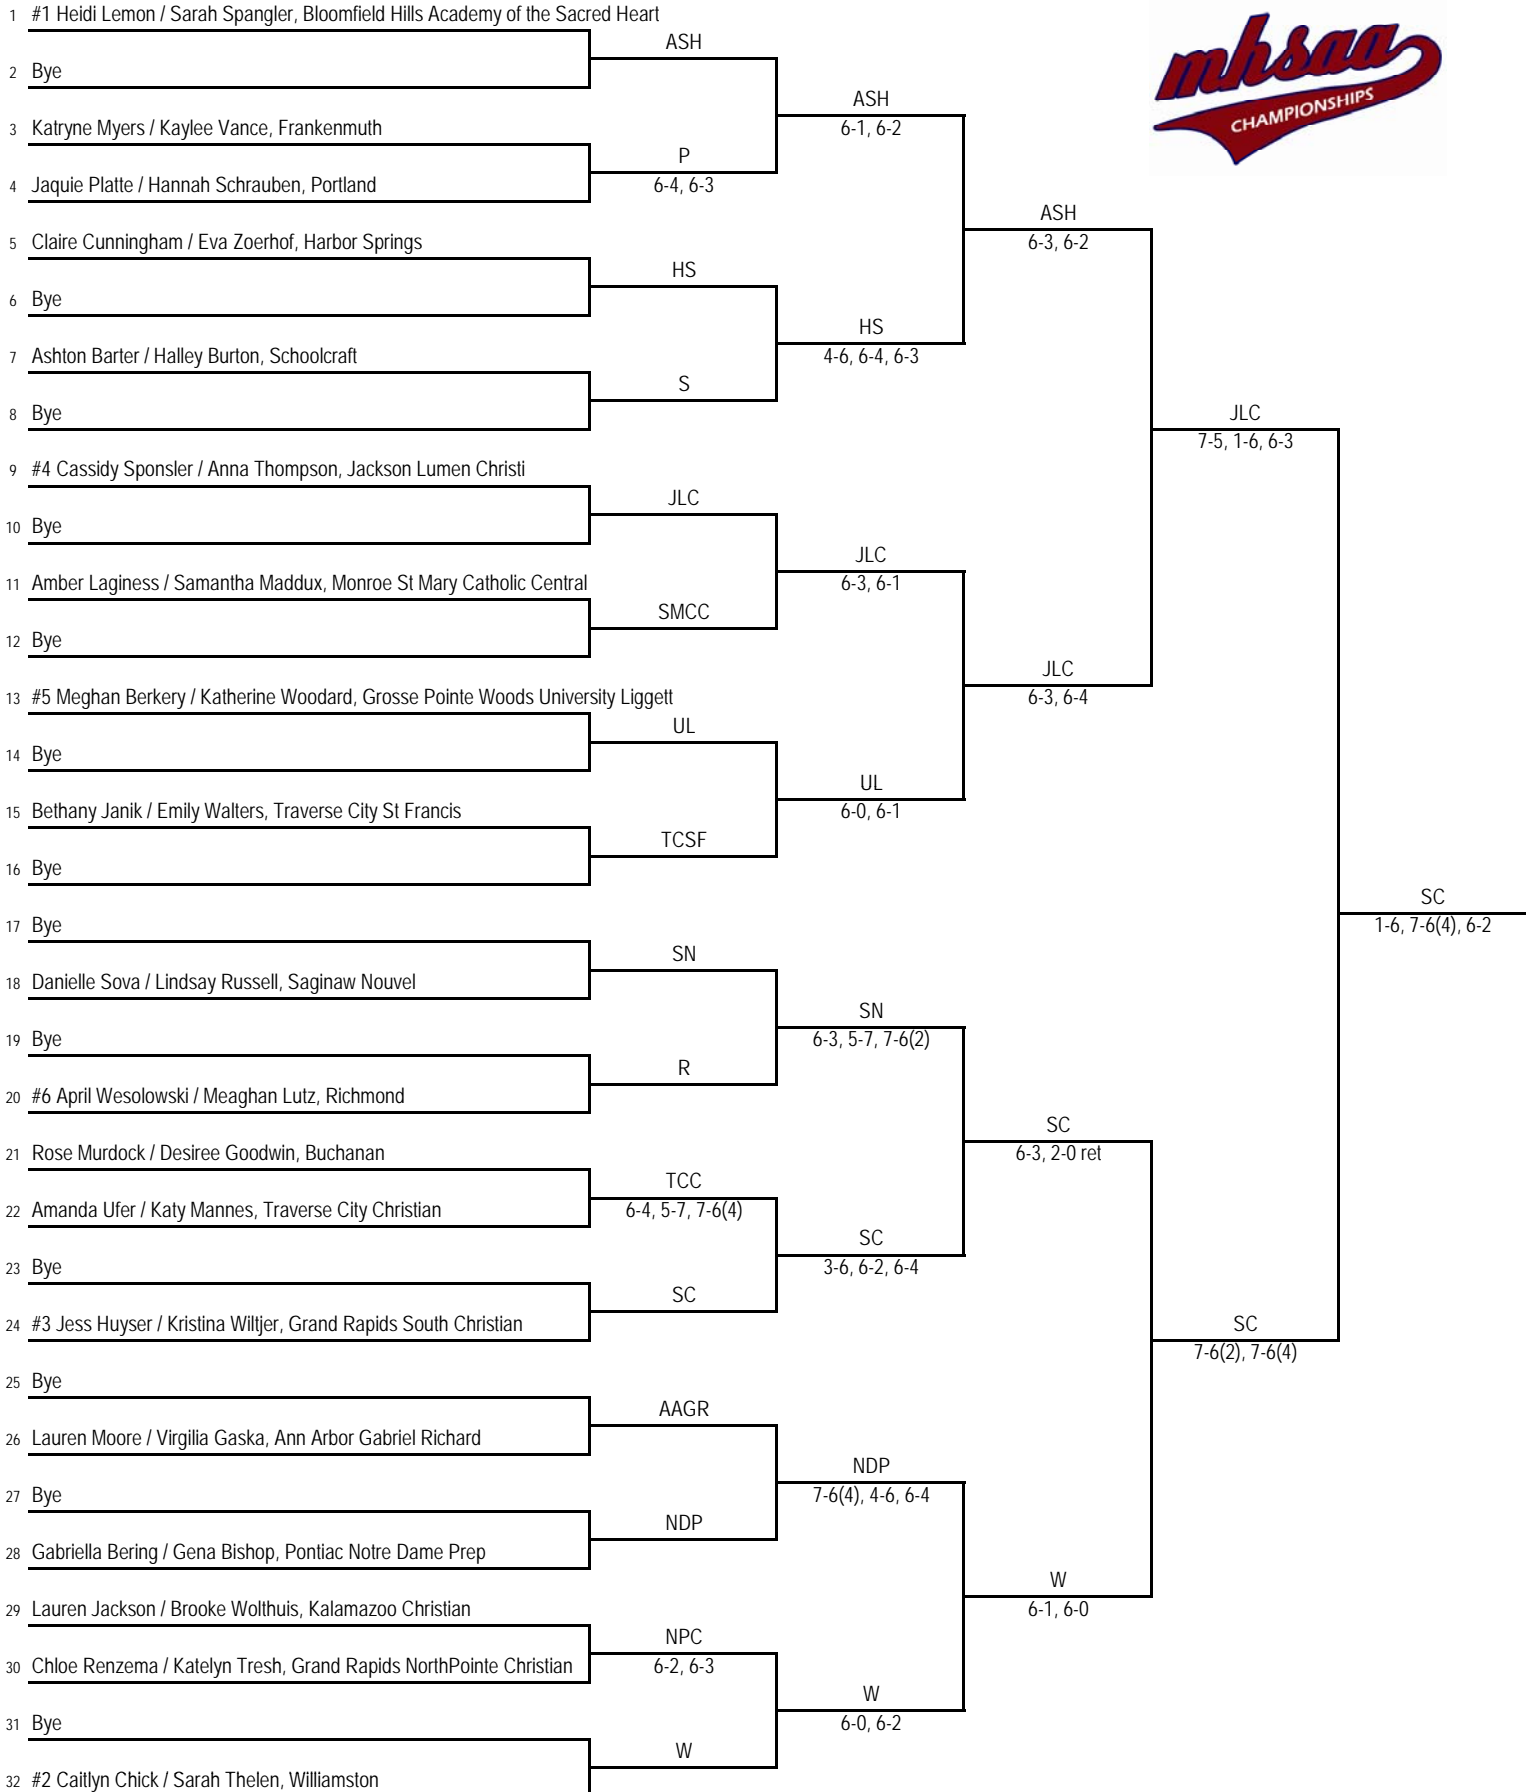 1 #1 Heidi Lemon / Sarah Spangler, Bloomfield Hills Academy of the Sacred Heart
ASH
2 Bye
ASH
6-1, 6-2
3 Katryne Myers / Kaylee Vance, Frankenmuth
P
6-4, 6-3
4 Jaquie Platte / Hannah Schrauben, Portland
ASH
6-3, 6-2
5 Claire Cunningham / Eva Zoerhof, Harbor Springs
HS
6 Bye
HS
4-6, 6-4, 6-3
7 Ashton Barter / Halley Burton, Schoolcraft
S
8 Bye
JLC
7-5, 1-6, 6-3
9 #4 Cassidy Sponsler / Anna Thompson, Jackson Lumen Christi
JLC
10 Bye
JLC
6-3, 6-1
11 Amber Laginess / Samantha Maddux, Monroe St Mary Catholic Central
SMCC
12 Bye
JLC
6-3, 6-4
13 #5 Meghan Berkery / Katherine Woodard, Grosse Pointe Woods University Liggett
UL
14 Bye
UL
6-0, 6-1
15 Bethany Janik / Emily Walters, Traverse City St Francis
TCSF
16 Bye
SC
1-6, 7-6(4), 6-2
17 Bye
SN
18 Danielle Sova / Lindsay Russell, Saginaw Nouvel
SN
6-3, 5-7, 7-6(2)
19 Bye
R
20 #6 April Wesolowski / Meaghan Lutz, Richmond
SC
6-3, 2-0 ret
21 Rose Murdock / Desiree Goodwin, Buchanan
TCC
6-4, 5-7, 7-6(4)
22 Amanda Ufer / Katy Mannes, Traverse City Christian
SC
3-6, 6-2, 6-4
23 Bye
SC
24 #3 Jess Huyser / Kristina Wiltjer, Grand Rapids South Christian
SC
7-6(2), 7-6(4)
25 Bye
AAGR
26 Lauren Moore / Virgilia Gaska, Ann Arbor Gabriel Richard
NDP
7-6(4), 4-6, 6-4
27 Bye
NDP
28 Gabriella Bering / Gena Bishop, Pontiac Notre Dame Prep
W
6-1, 6-0
29 Lauren Jackson / Brooke Wolthuis, Kalamazoo Christian
NPC
6-2, 6-3
30 Chloe Renzema / Katelyn Tresh, Grand Rapids NorthPointe Christian
W
6-0, 6-2
31 Bye
W
32 #2 Caitlyn Chick / Sarah Thelen, Williamston
mhsaa
CHAMPIONSHIPS